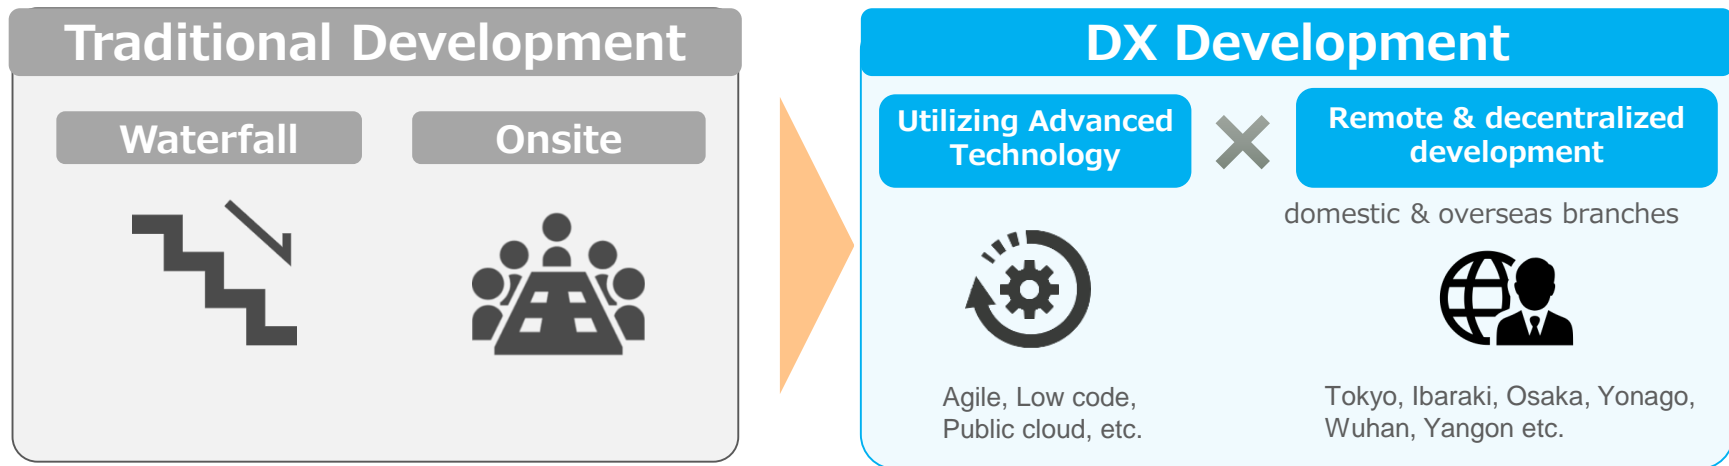 Traditional Development
Waterfall
Onsite
DX Development
Utilizing Advanced
Technology
Remote & decentralized
development
domestic & overseas branches
Agile, Low code,
Public cloud, etc.
Tokyo, Ibaraki, Osaka, Yonago,
Wuhan, Yangon etc.